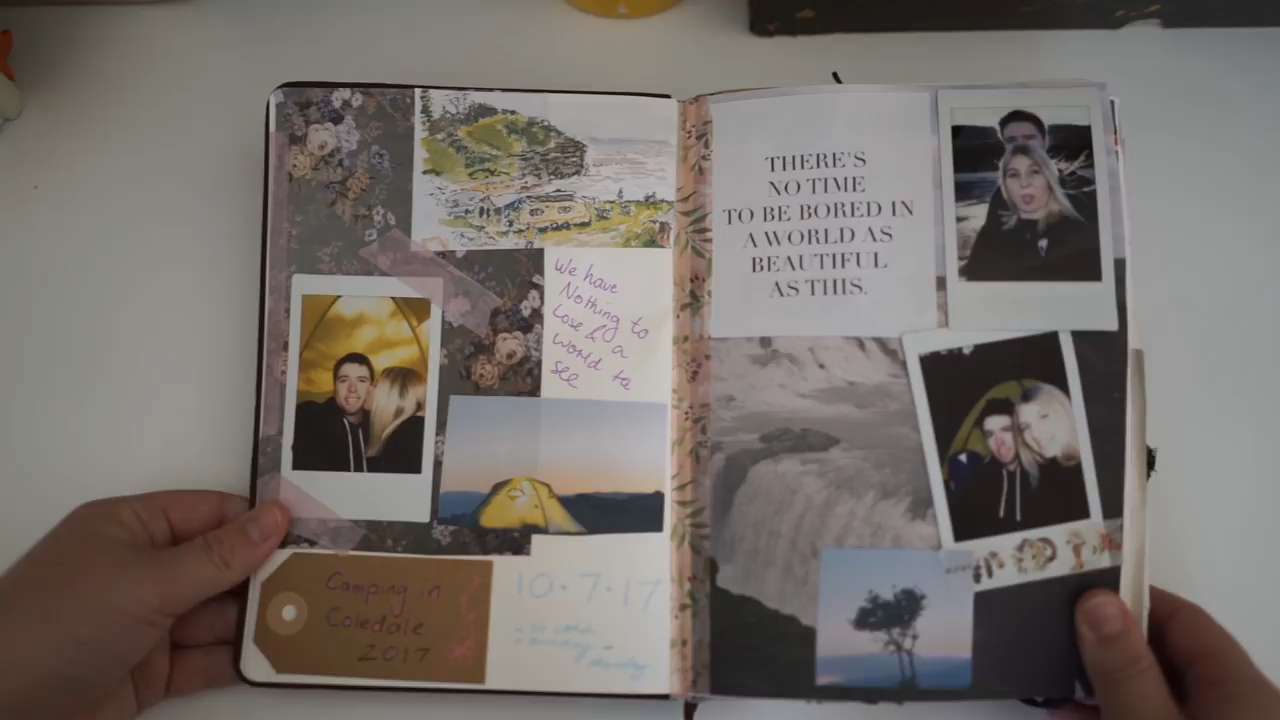 We have
Nothing to
lose & a
world to
see
Camping in
Coledale
2017
10.7.17
THERE'S
NO TIME
TO BE BORED IN
A WORLD AS
BEAUTIFUL
AS THIS.